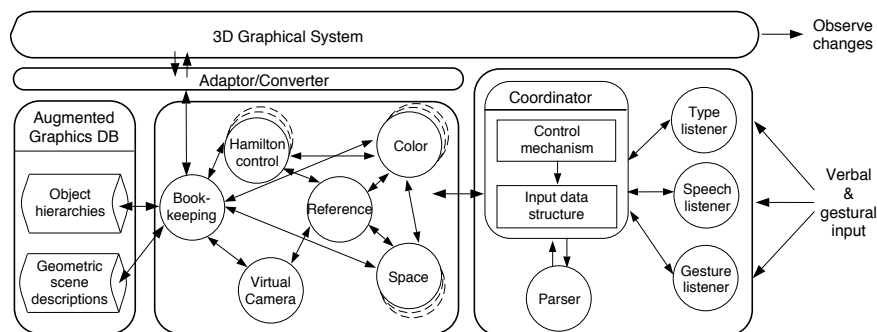 3D Graphical System
Observe
changes
Adaptor/Converter
Augmented
Graphics DB
Object
hierarchies
Geometric
scene
descriptions
Hamilton
control
Color
Book-
keeping
Reference
Virtual
Camera
Space
Coordinator
Control
mechanism
Input data
structure
Parser
Type
listener
Speech
listener
Gesture
listener
Verbal
&
gestural
input